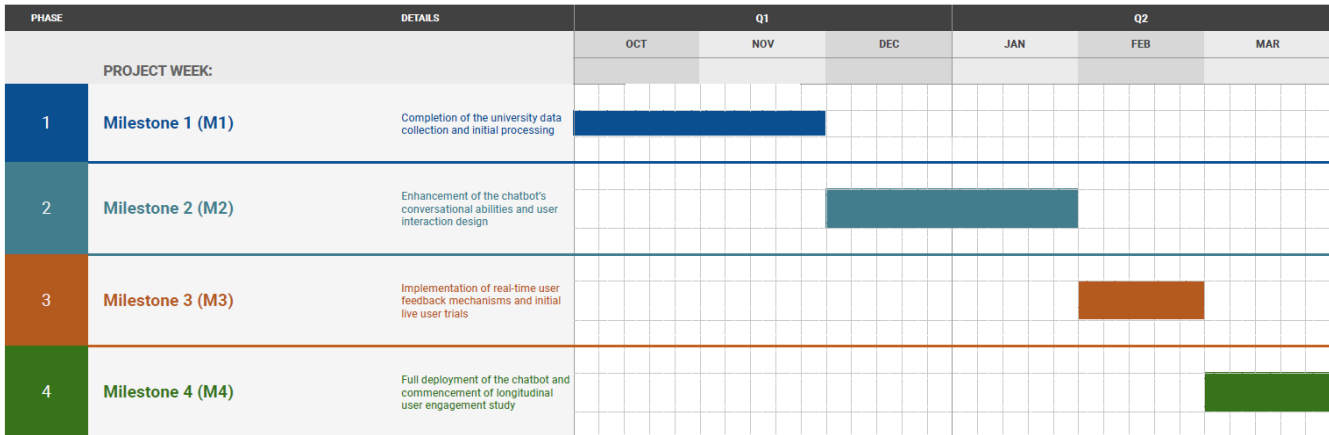 PHASE DETAILS Q1 Q2
OCT NOV DEC JAN FEB MAR
PROJECT WEEK:
1 Milestone 1 (M1)
Completion of the university data
collection and initial processing
2 Milestone 2 (M2)
Enhancement of the chatbot's
conversational abilities and user
interaction design
3 Milestone 3 (M3)
Implementation of real-time user
feedback mechanisms and initial
live user trials
4 Milestone 4 (M4)
Full deployment of the chatbot and
commencement of longitudinal
user engagement study